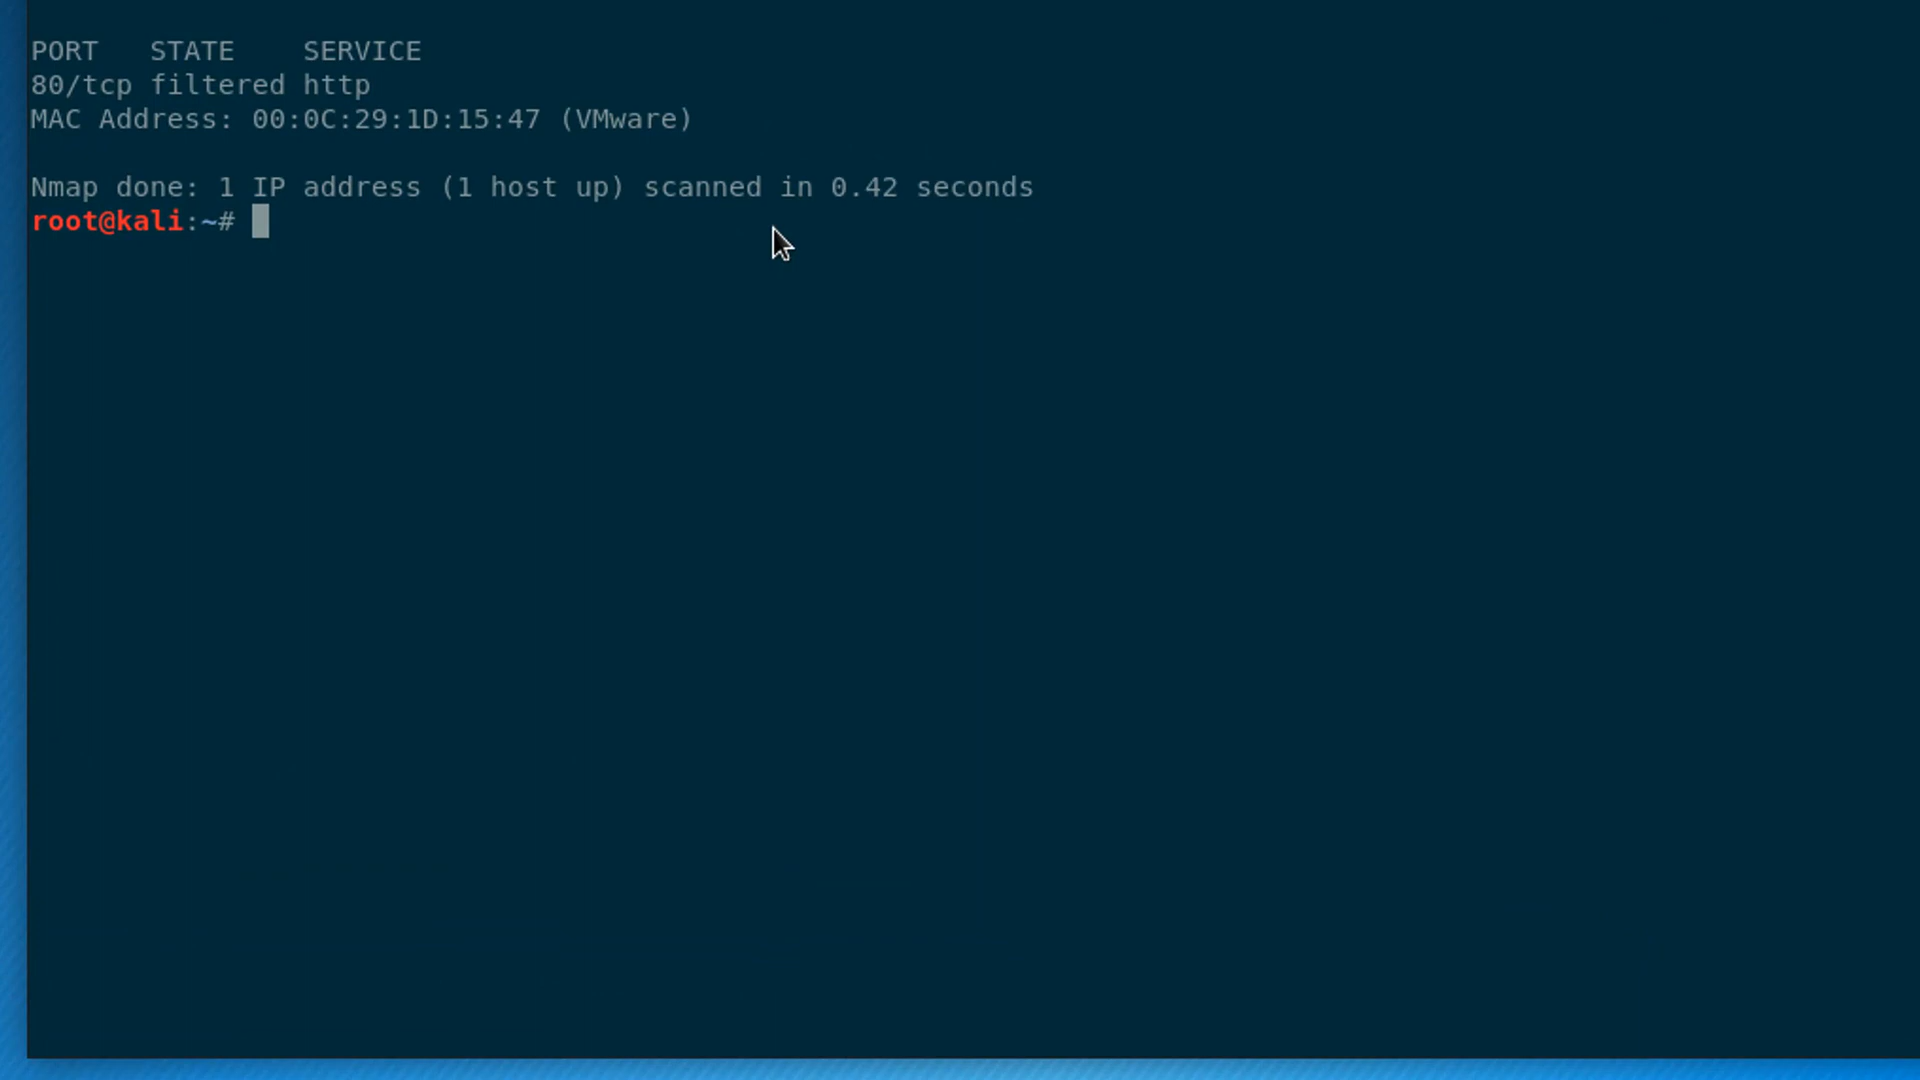 PORT   STATE    SERVICE
80/tcp filtered http
MAC Address: 00:0C:29:1D:15:47 (VMware)
Nmap done: 1 IP address (1 host up) scanned in 0.42 seconds
root@kali:~#